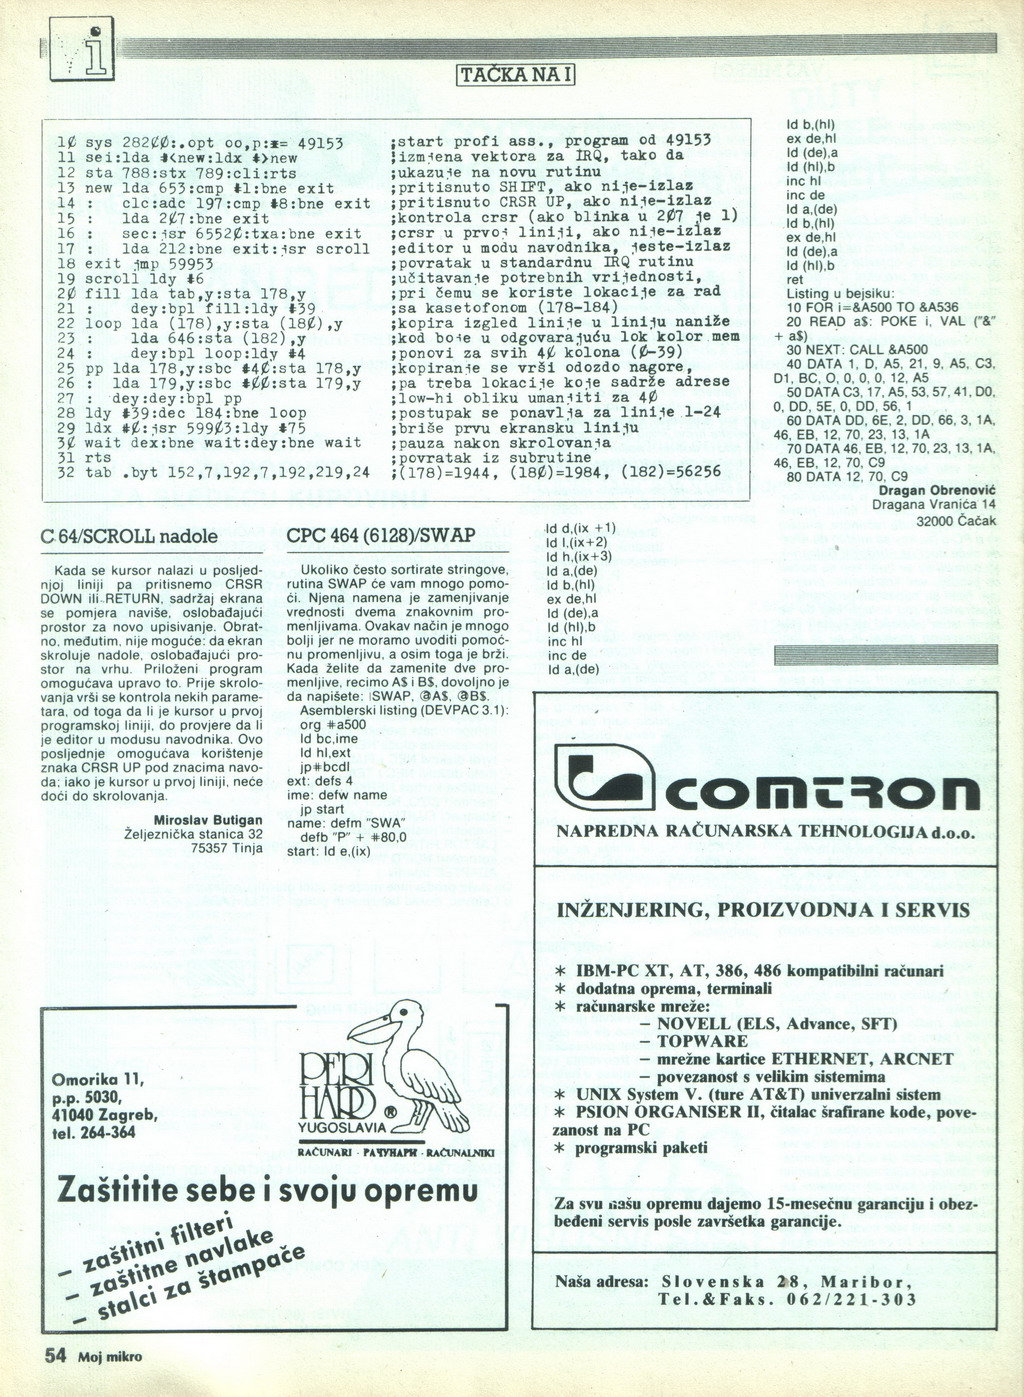 TAČKA NA I
10 sys 28200:.opt oo,p:*= 49153 ;start profi ass., program od 49153
11 sei:lda #<new:ldx #>new ;izmjena vektora za IRQ, tako da
12 sta 788:stx 789:cli:rts ;ukazuje na novu rutinu
13 new lda 653:cmp #1:bne exit ;pritisnuto SHIFT, ako nije-izlaz
14 : clc:adc 197:cmp #8:bne exit ;pritisnuto CRSR UP, ako nije-izlaz
15 : lda 207:bne exit ;kontrola crsr (ako blinka u 207 je 1)
16 : sec:jsr 65520:txa:bne exit ;crsr u prvoj liniji, ako nije-izlaz
17 : lda 212:bne exit:jsr scroll ;editor u modu navodnika, jeste-izlaz
18 exit jmp 59953 ;povratak u standardnu IRQ rutinu
19 scroll ldy #6 ;učitavanje potrebnih vrijednosti,
20 fill lda tab,y:sta 178,y ;pri čemu se koriste lokacije za rad
21 : dey:bpl fill:ldy #39 ;sa kasetofonom (178-184)
22 loop lda (178),y:sta (180),y ;kopira izgled linije u liniju naniže
23 : lda 646:sta (182),y ;kod boje u odgovarajuću lok kolor mem
24 : dey:bpl loop:ldy #4 ;ponovi za svih 40 kolona (0-39)
25 pp lda 178,y:sbc #40:sta 178,y ;kopiranje se vrši odozdo nagore,
26 : lda 179,y:sbc #00:sta 179,y ;pa treba lokacije koje sadrže adrese
27 : dey:dey:bpl pp ;low-hi obliku umanjiti za 40
28 ldy #39:dec 184:bne loop ;postupak se ponavlja za linije 1-24
29 ldx #0:jsr 59903:ldy #75 ;briše prvu ekransku liniju
30 wait dex:bne wait:dey:bne wait ;pauza nakon skrolovanja
31 rts ;povratak iz subrutine
32 tab .byt 152,7,192,7,192,219,24 ;(178)=1944, (180)=1984, (182)=56256
C 64/SCROLL nadole
Kada se kursor nalazi u posljed-
njoj liniji pa pritisnemo CRSR
DOWN ili RETURN, sadržaj ekrana
se pomjera naviše, oslobađajući
prostor za novo upisivanje. Obrat-
no, međutim, nije moguće: da ekran
skroluje nadole, oslobađajući pro-
stor na vrhu. Priloženi program
omogućava upravo to. Prije skrolo-
vanja vrši se kontrola nekih parame-
tara, od toga da li je kursor u prvoj
programskoj liniji, do provjere da li
je editor u modusu navodnika. Ovo
posljednje omogućava korištenje
znaka CRSR UP pod znacima navo-
da; iako je kursor u prvoj liniji, neće
doći do skrolovanja.
Miroslav Butigan
Željeznička stanica 32
75357 Tinja
CPC 464 (6128)/SWAP
Ukoliko često sortirate stringove,
rutina SWAP će vam mnogo pomo-
ći. Njena namena je zamenjivanje
vrednosti dvema znakovnim pro-
menljivama. Ovakav način je mnogo
bolji jer ne moramo uvoditi pomoć-
nu promenljivu, a osim toga je brži.
Kada želite da zamenite dve pro-
menljive, recimo A$ i B$, dovoljno je
da napišete: |SWAP, @A$, @B$.
Asemblerski listing (DEVPAC 3.1):
org #a500
ld bc,ime
ld hl,ext
jp#bcdl
ext: defs 4
ime: defw name
jp start
name: defm "SWA"
defb "P" + #80,0
start: ld e,(ix)
ld d,(ix +1)
ld l,(ix+2)
ld h,(ix+3)
ld a,(de)
ld b,(hl)
ex de,hl
ld (de),a
ld (hl),b
inc hl
inc de
ld a,(de)
ld b,(hl)
ex de,hl
ld (de),a
ld (hl),b
inc hl
inc de
ld a,(de)
ld b,(hl)
ex de,hl
ld (de),a
ld (hl),b
ret
Listing u bejsiku:
10 FOR i=&A500 TO &A536
20 READ a$: POKE i, VAL ("&"
+ a$)
30 NEXT: CALL &A500
40 DATA 1, D, A5, 21, 9, A5, C3,
D1, BC, O, 0, 0, 0, 12, A5
50 DATA C3, 17, A5, 53, 57, 41, D0,
0, DD, 5E, 0, DD, 56, 1
60 DATA DD, 6E, 2, DD, 66, 3, 1A,
46, EB, 12, 70, 23, 13, 1A
70 DATA 46, EB, 12, 70, 23, 13, 1A,
46, EB, 12, 70, C9
80 DATA 12, 70, C9
Dragan Obrenović
Dragana Vranića 14
32000 Čačak
Omorika 11,
p.p. 5030,
41040 Zagreb,
tel. 264-364
PERI
HARD ®
YUGOSLAVIA
RAČUNARI · РАЧУНАРИ · RAČUNALNIKI
Zaštitite sebe i svoju opremu
– zaštitni filteri
– zaštitne navlake
– stalci za štampače
comtron
NAPREDNA RAČUNARSKA TEHNOLOGIJA d.o.o.
INŽENJERING, PROIZVODNJA I SERVIS
* IBM-PC XT, AT, 386, 486 kompatibilni računari
* dodatna oprema, terminali
* računarske mreže:
– NOVELL (ELS, Advance, SFT)
– TOPWARE
– mrežne kartice ETHERNET, ARCNET
– povezanost s velikim sistemima
* UNIX System V. (ture AT&T) univerzalni sistem
* PSION ORGANISER II, čitalac šrafirane kode, pove-
zanost na PC
* programski paketi
Za svu našu opremu dajemo 15-mesečnu garanciju i obez-
beđeni servis posle završetka garancije.
Naša adresa: Slovenska 28, Maribor,
Tel.&Faks. 062/221-303
54 Moj mikro